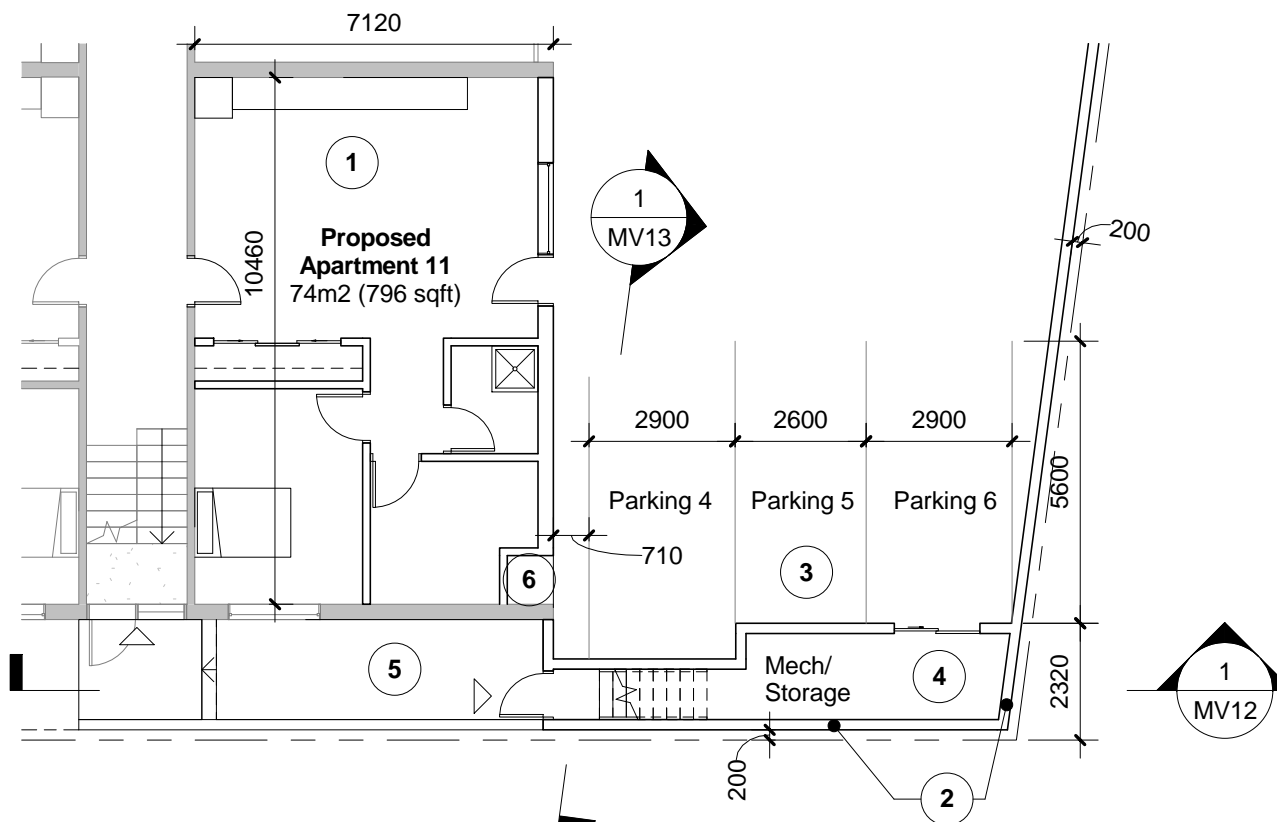 7120
1
1
MV13
200
Proposed
Apartment 11
74m2 (796 sqft)
10460
2900
2600
2900
5600
Parking 4
Parking 5
Parking 6
710
3
6
5
Mech/
Storage
4
2320
1
MV12
200
2